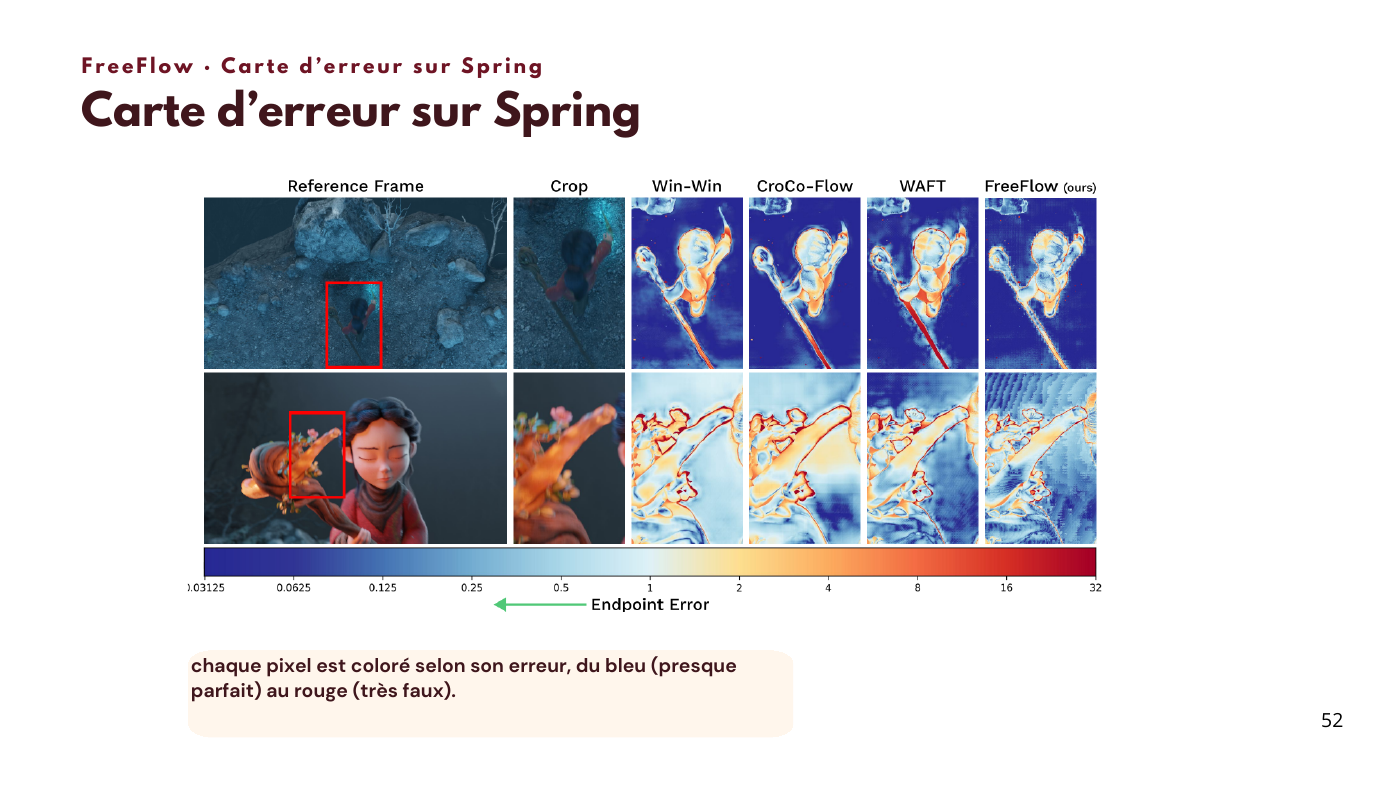 FreeFlow · Carte d’erreur sur Spring
Carte d’erreur sur Spring
Reference Frame Crop Win-Win CroCo-Flow WAFT FreeFlow (ours)
0.03125 0.0625 0.125 0.25 0.5 1 2 4 8 16 32
Endpoint Error
chaque pixel est coloré selon son erreur, du bleu (presque
parfait) au rouge (très faux).
52